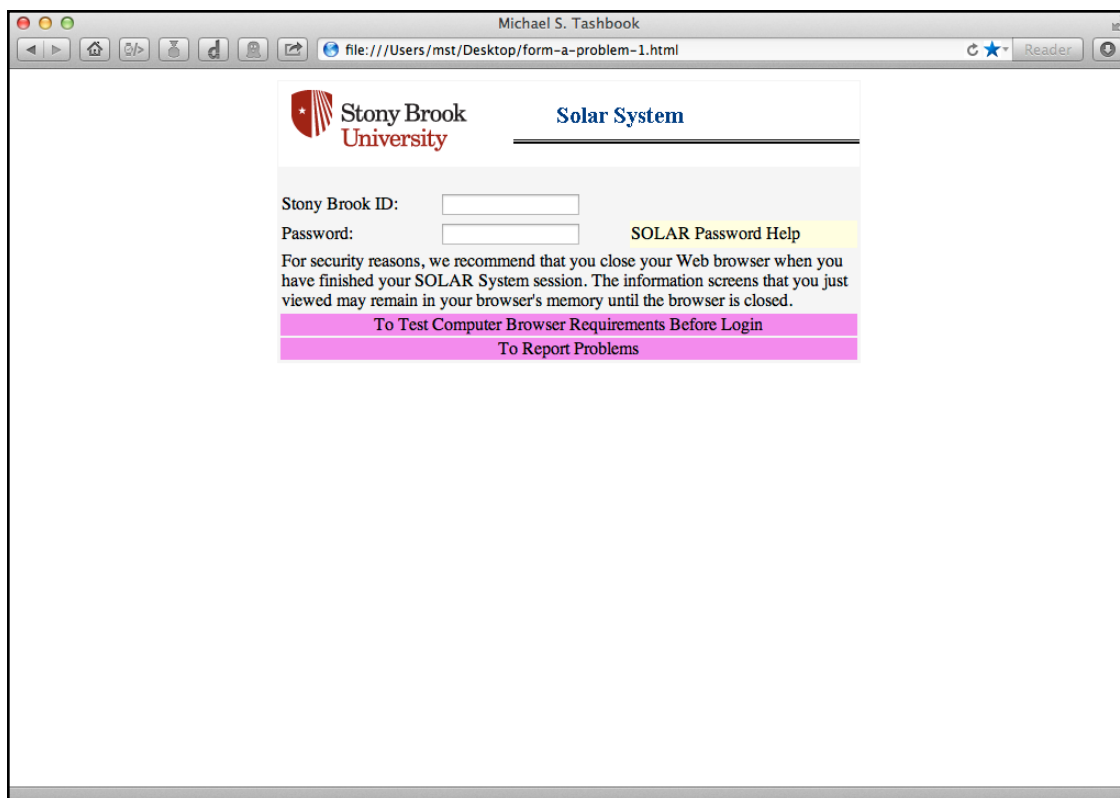 Michael S. Tashbook
file:///Users/mst/Desktop/form-a-problem-1.html
Reader
Stony Brook
University
Solar System
Stony Brook ID:
Password:
SOLAR Password Help
For security reasons, we recommend that you close your Web browser when you
have finished your SOLAR System session. The information screens that you just
viewed may remain in your browser's memory until the browser is closed.
To Test Computer Browser Requirements Before Login
To Report Problems